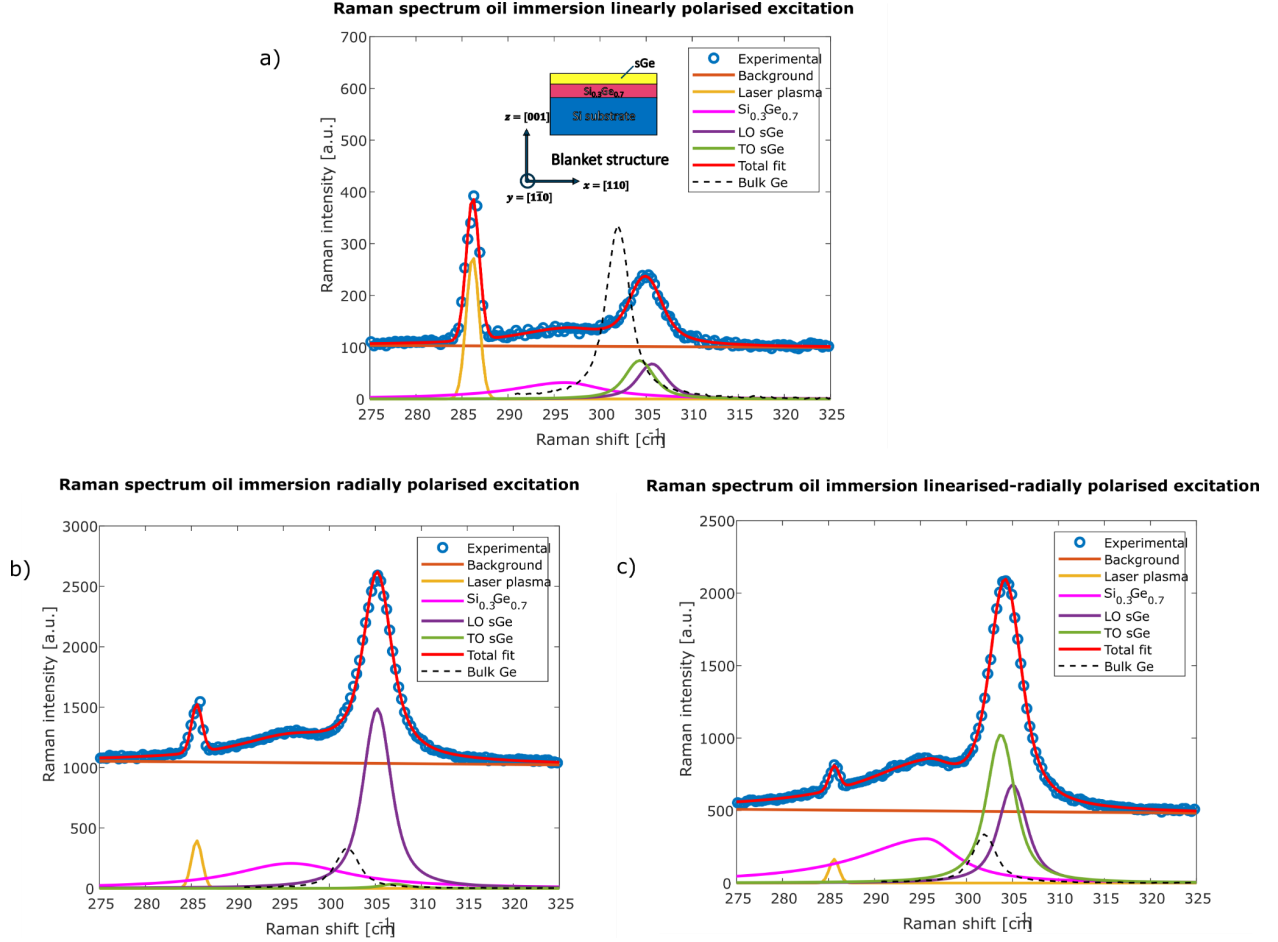 Raman spectrum oil immersion linearly polarised excitation
a)
Raman intensity [a.u.]
700
600
500
400
300
200
100
0
275
280
285
290
295
300
305
310
315
320
325
Raman shift [cm-1]
sGe
Si0.3Ge0.7
Si substrate
z = [001]
Blanket structure
x = [110]
y = [11̅0]
Experimental
Background
Laser plasma
Si0.3Ge0.7
LO sGe
TO sGe
Total fit
Bulk Ge
Raman spectrum oil immersion radially polarised excitation
b)
Raman intensity [a.u.]
3000
2500
2000
1500
1000
500
0
275
280
285
290
295
300
305
310
315
320
325
Raman shift [cm-1]
Experimental
Background
Laser plasma
Si0.3Ge0.7
LO sGe
TO sGe
Total fit
Bulk Ge
Raman spectrum oil immersion linearised-radially polarised excitation
c)
Raman intensity [a.u.]
2500
2000
1500
1000
500
0
275
280
285
290
295
300
305
310
315
320
325
Raman shift [cm-1]
Experimental
Background
Laser plasma
Si0.3Ge0.7
LO sGe
TO sGe
Total fit
Bulk Ge